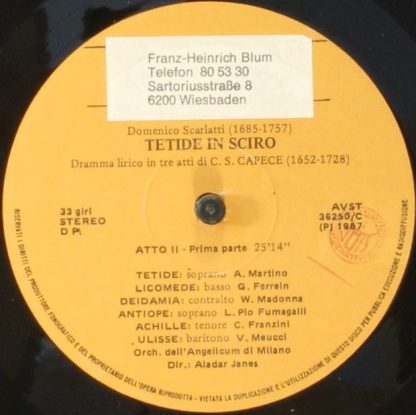 Franz-Heinrich Blum
Telefon 80 53 30
Sartoriusstraße 8
6200 Wiesbaden
Domenico Scarlatti (1685-1757)
TETIDE IN SCIRO
Dramma lirico in tre atti di C. S. CAPECE (1652-1728)
33 giri
STEREO
D P.
AVST
36250/C
(P) 1967
ATTO II - Prima parte 25'14"
TETIDE: soprano A. Martino
LICOMEDE: basso G. Ferrein
DEIDAMIA: contralto W. Madonna
ANTIOPE: soprano L. Pio Fumagalli
ACHILLE: tenore C. Franzini
ULISSE: baritono V. Meucci
Orch. dell'Angelicum di Milano
Dir.: Aladar Janes
RISERVATI I DIRITTI DEL PRODUTTORE FONOGRAFICO E DEL PROPRIETARIO DELL'OPERA RIPRODOTTA - VIETATA LA DUPLICAZIONE E L'UTILIZZAZIONE DI QUESTO DISCO PER PUBBLICA ESECUZIONE E RADIODIFFUSIONE